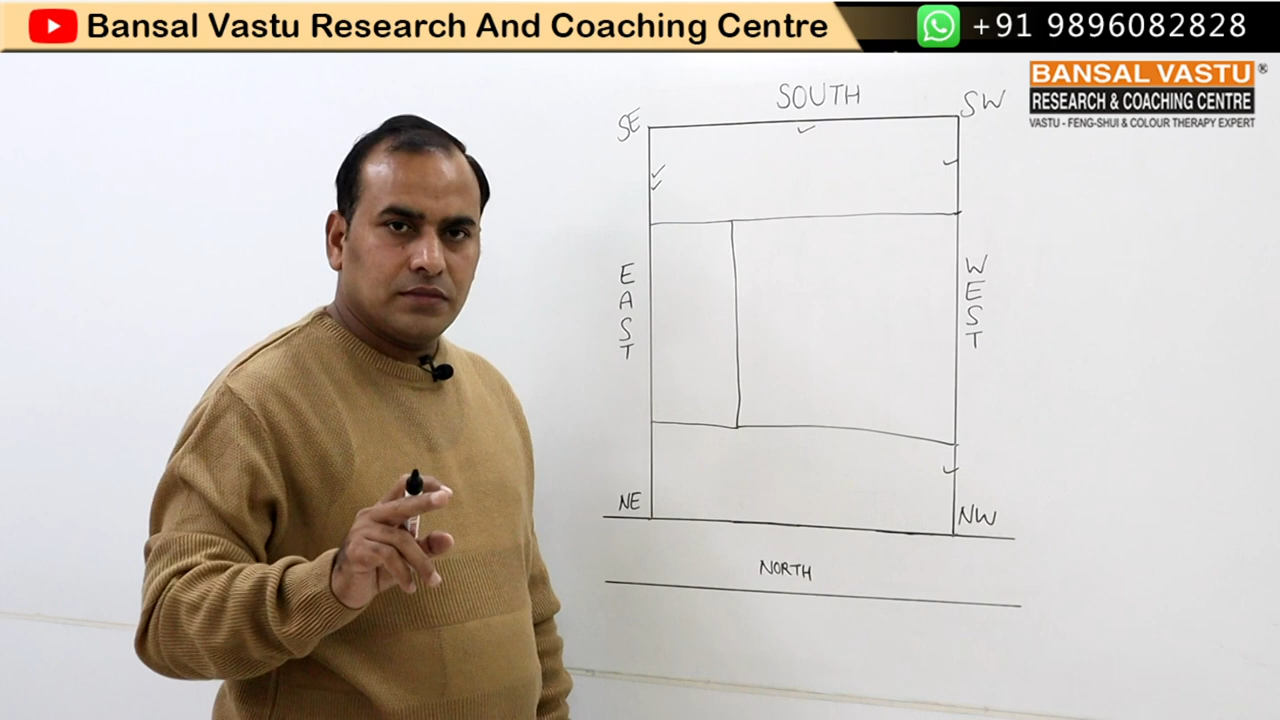 Bansal Vastu Research And Coaching Centre
+91 9896082828
BANSAL VASTU®
RESEARCH & COACHING CENTRE
VASTU - FENG-SHUI & COLOUR THERAPY EXPERT
SOUTH
SE
SW
EAST
WEST
NE
NW
NORTH